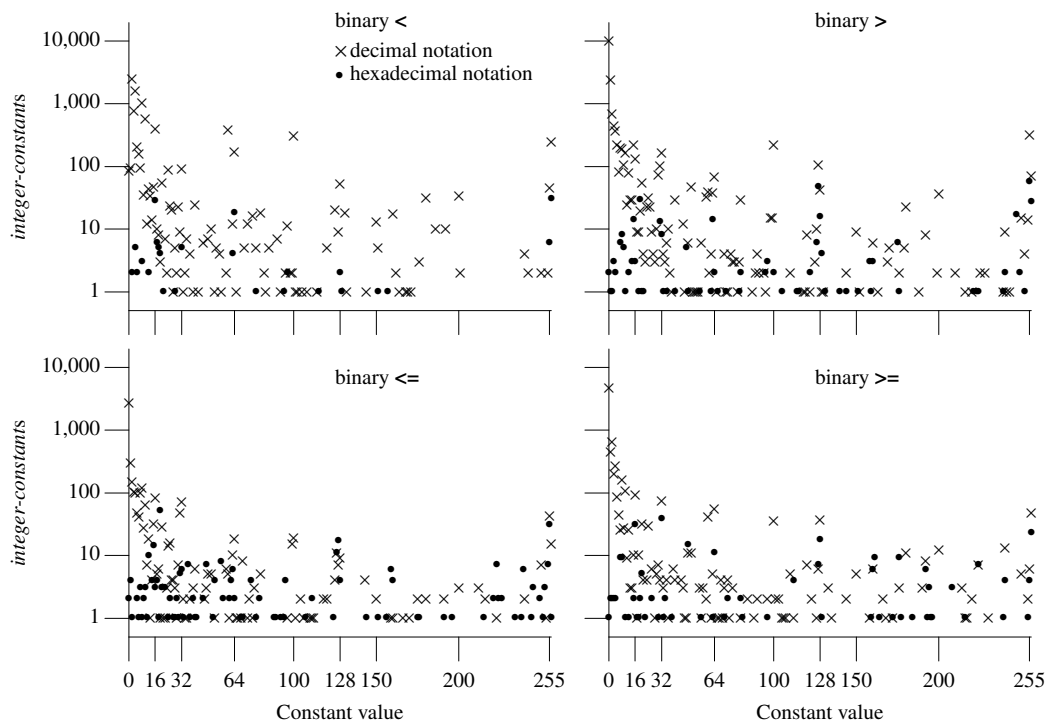 binary <
× decimal notation
• hexadecimal notation
10,000
1,000
100
10
1
integer-constants
binary >
binary <=
10,000
1,000
100
10
1
integer-constants
0 16 32 64 100 128 150 200 255
Constant value
binary >=
0 16 32 64 100 128 150 200 255
Constant value